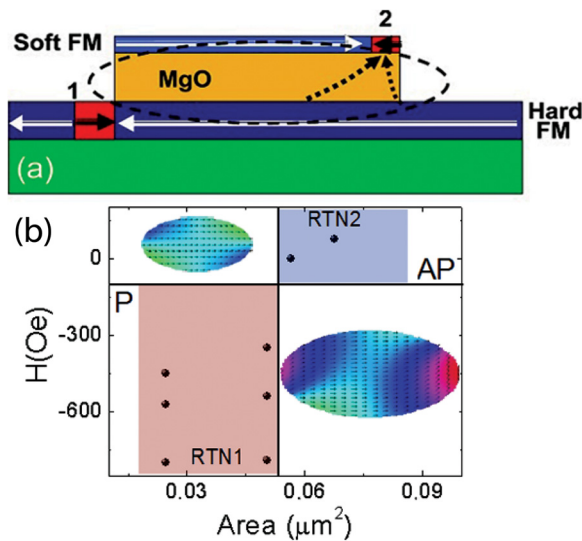 2
Soft FM
MgO
1
Hard
FM
(a)
(b)
RTN2
0
AP
P
H(Oe)
-300
-600
RTN1
0.03 0.06 0.09
Area (μm²)